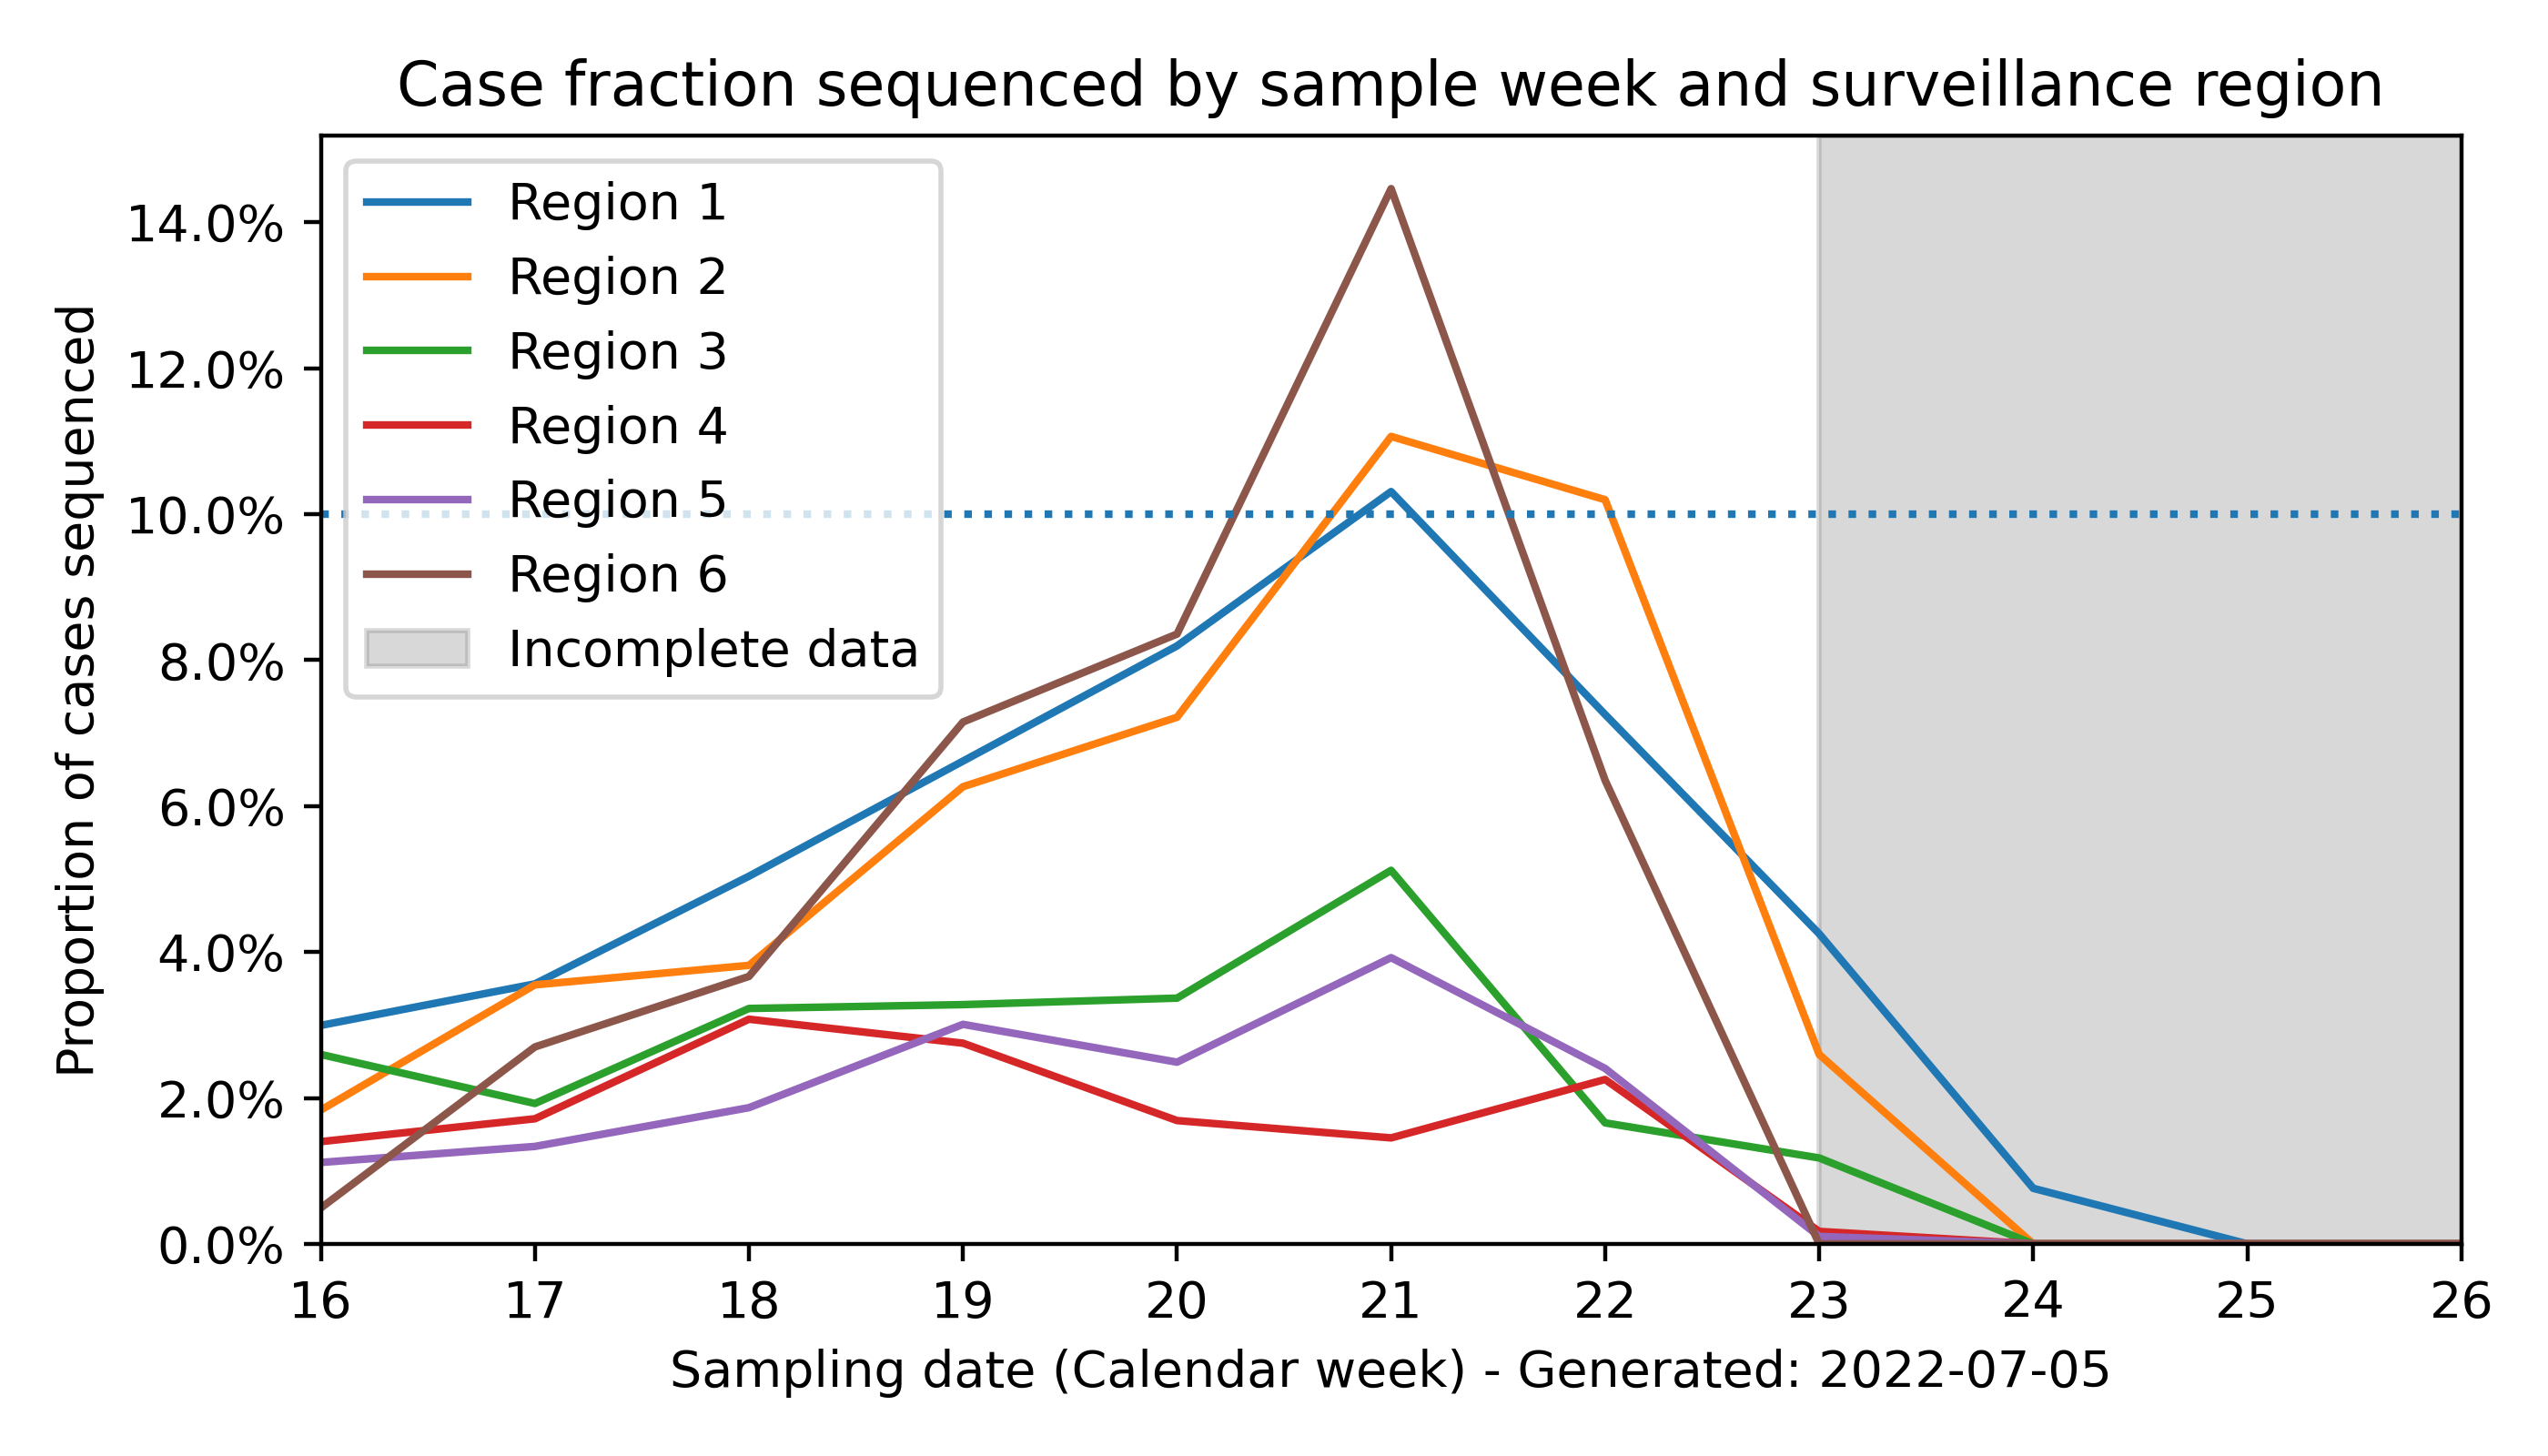 Case fraction sequenced by sample week and surveillance region
Proportion of cases sequenced
14.0%
12.0%
10.0%
8.0%
6.0%
4.0%
2.0%
0.0%
Region 1
Region 2
Region 3
Region 4
Region 5
Region 6
Incomplete data
16 17 18 19 20 21 22 23 24 25 26
Sampling date (Calendar week) - Generated: 2022-07-05